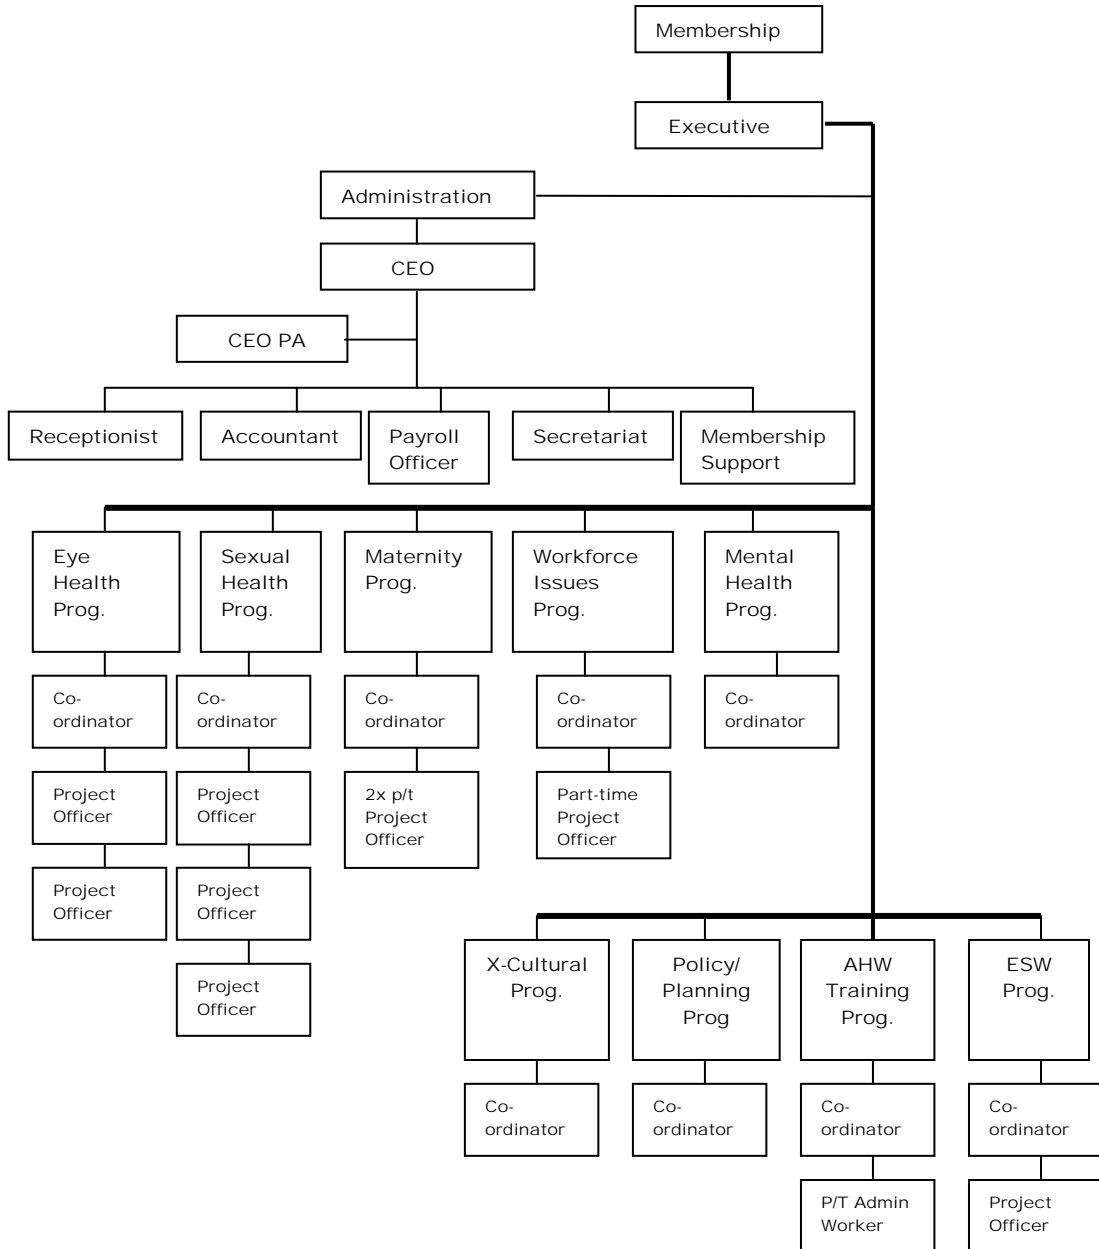 Membership
Executive
Administration
CEO
CEO PA
Receptionist
Accountant
Payroll
Officer
Secretariat
Membership
Support
Eye
Health
Prog.
Sexual
Health
Prog.
Maternity
Prog.
Workforce
Issues
Prog.
Mental
Health
Prog.
Co-
ordinator
Co-
ordinator
Co-
ordinator
Co-
ordinator
Co-
ordinator
Project
Officer
Project
Officer
2x p/t
Project
Officer
Part-time
Project
Officer
Project
Officer
Project
Officer
Project
Officer
X-Cultural
Prog.
Policy/
Planning
Prog
AHW
Training
Prog.
ESW
Prog.
Co-
ordinator
Co-
ordinator
Co-
ordinator
Co-
ordinator
P/T Admin
Worker
Project
Officer